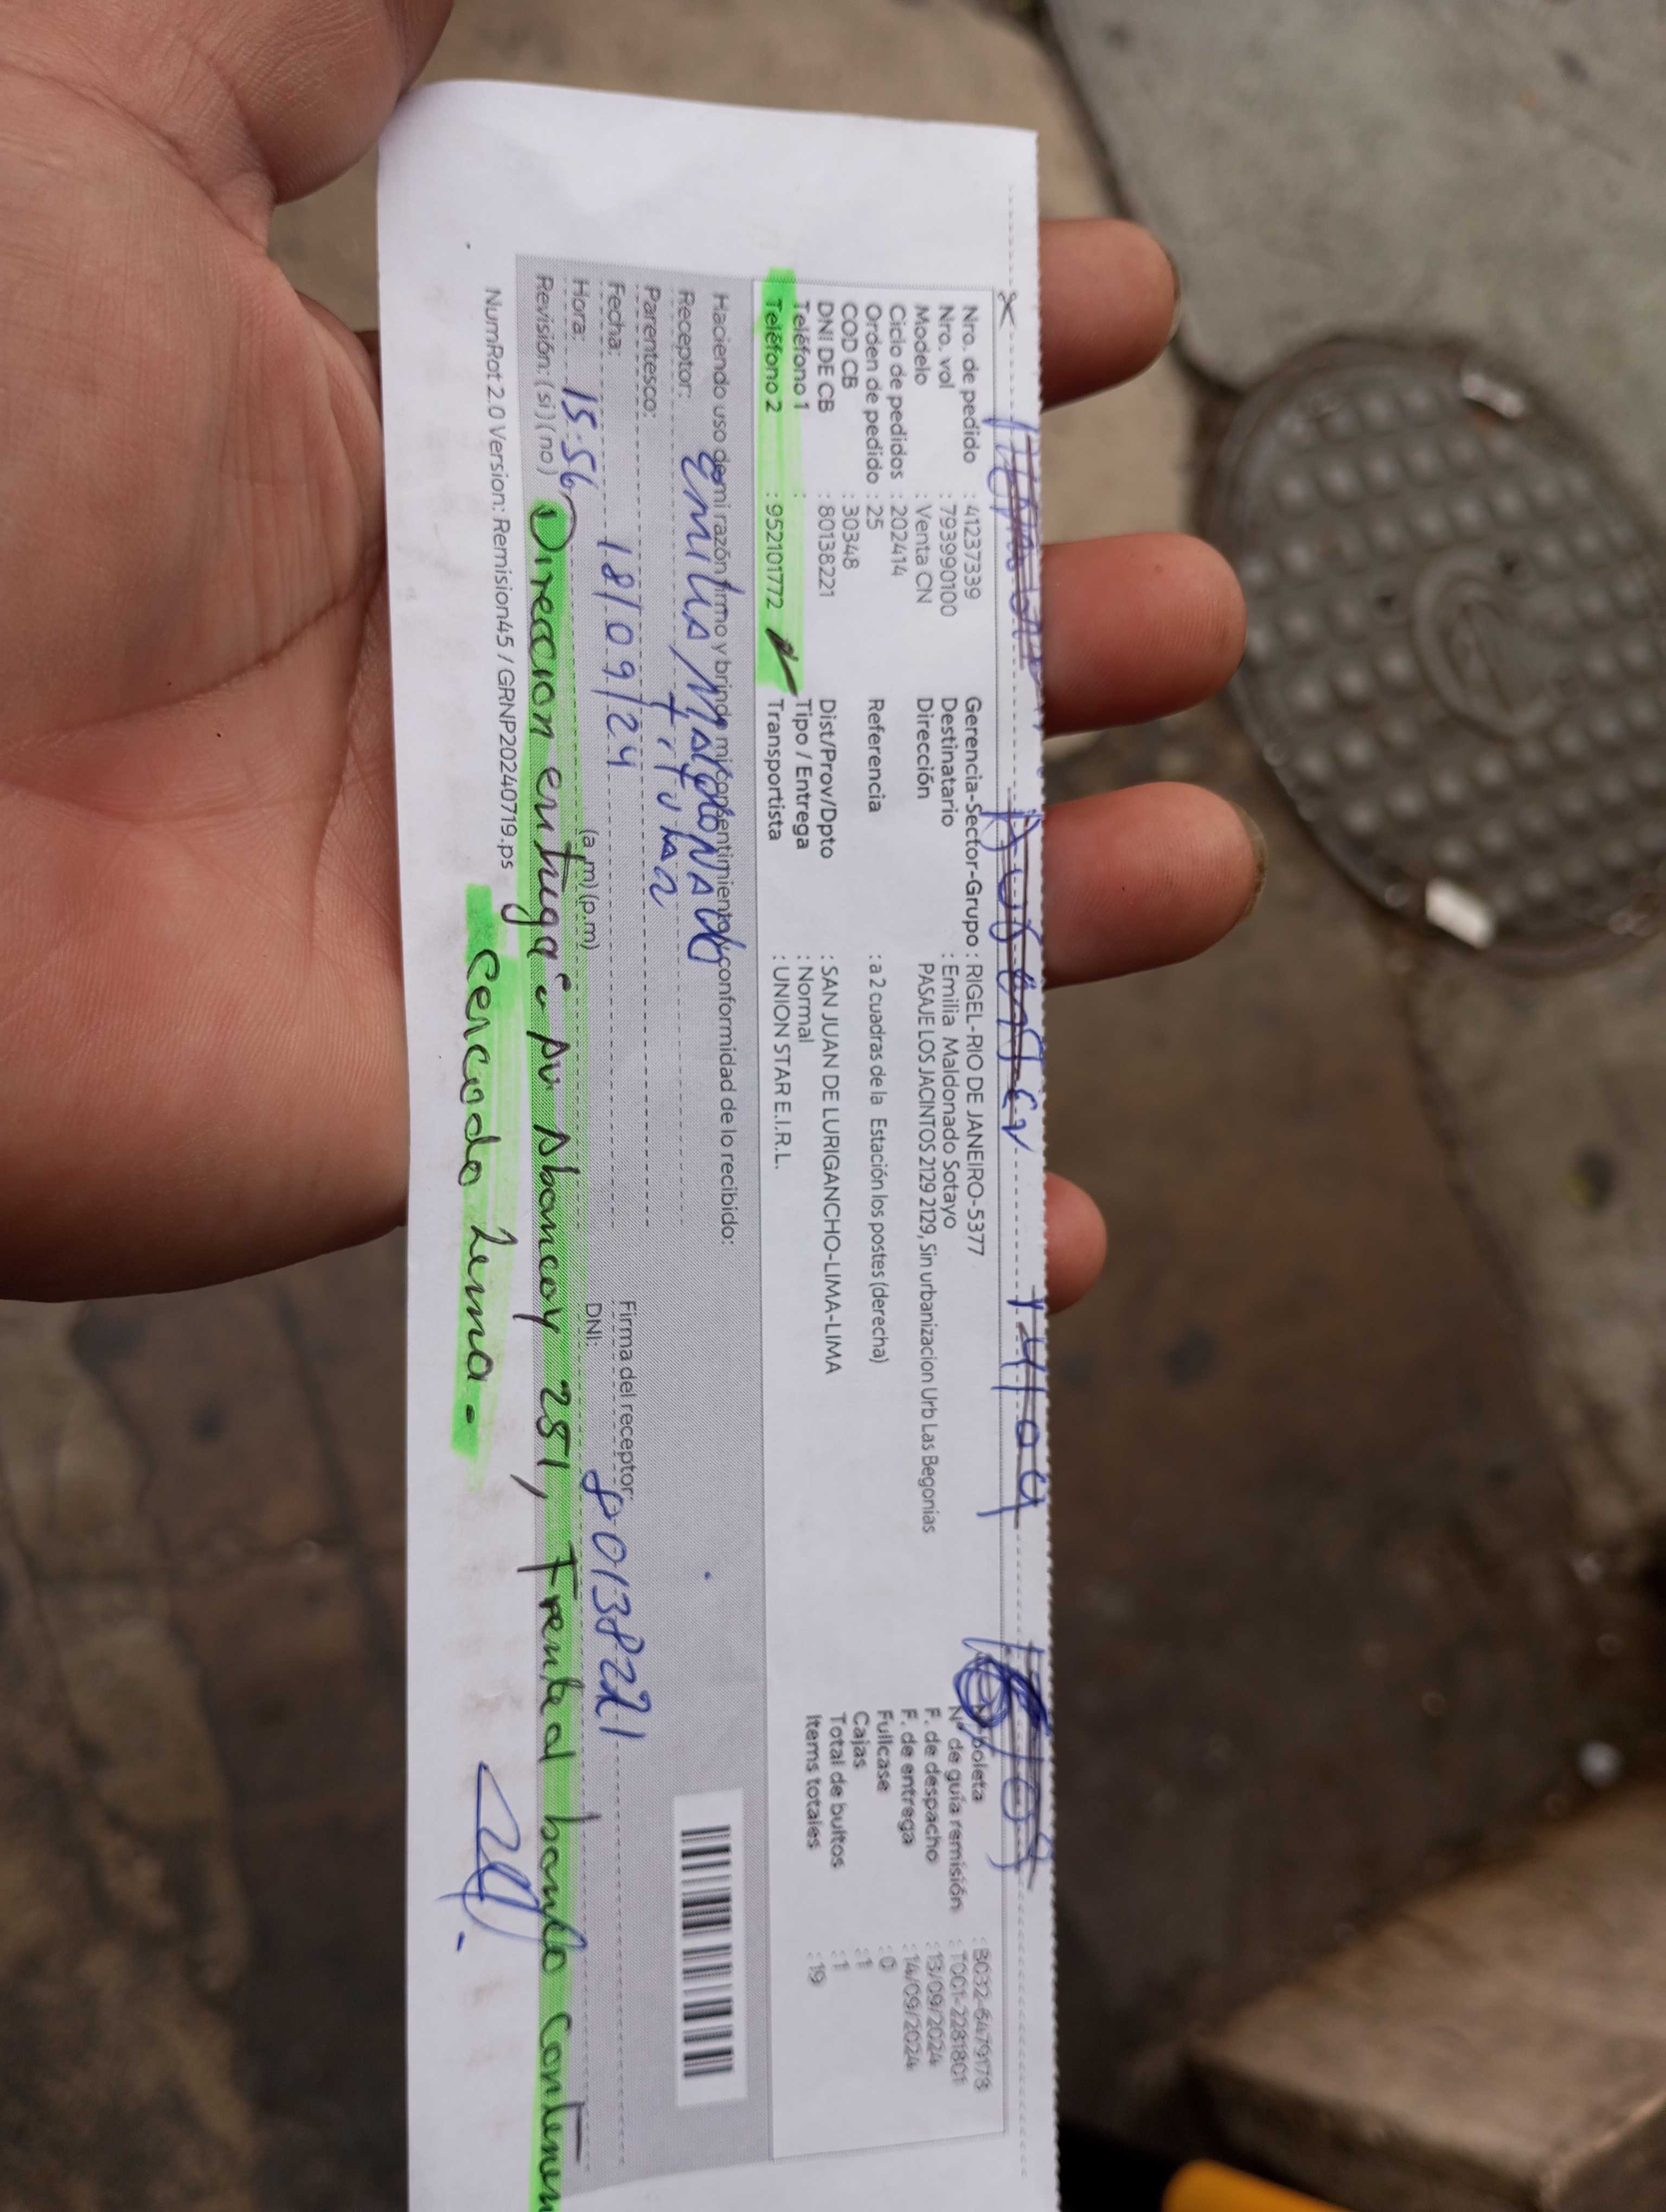 Nro. de pedido : 41237339
Nro. vol : 793990100
Modelo : Venta CN
Ciclo de pedidos : 202414
Orden de pedido : 25
COD CB : 30348
DNI DE CB : 80138221
Teléfono 1 :
Teléfono 2 : 952101772
Gerencia-Sector-Grupo : RIGEL-RIO DE JANEIRO-5377
Destinatario : Emilia Maldonado Sotayo
Dirección PASAJE LOS JACINTOS 2129 2129, Sin urbanizacion Urb Las Begonias
Referencia : a 2 cuadras de la Estación los postes (derecha)
Dist/Prov/Dpto : SAN JUAN DE LURIGANCHO-LIMA-LIMA
Tipo / Entrega : Normal
Transportista : UNION STAR E.I.R.L.
boleta : B032-6479173
N° de guía remisión : T001-2281801
F. de despacho : 13/09/2024
F. de entrega : 14/09/2024
Fullcase : 0
Cajas : 1
Total de bultos : 1
Items totales : 19
Haciendo uso de mi razón firmo y brindo mi consentimiento y conformidad de lo recibido:
Receptor: Emilia Maldonado
Parentesco: Titular
Fecha: 18/09/24
Firma del receptor:
Hora: 15:56 (a.m) (p.m)
DNI: 80138221
Revisión: (si) (no)
Direccion entrega Av Abancay 251, Frente al
Cercado Lima.
NumRot 2.0 Version: Remision45 / GRNP20240719.ps